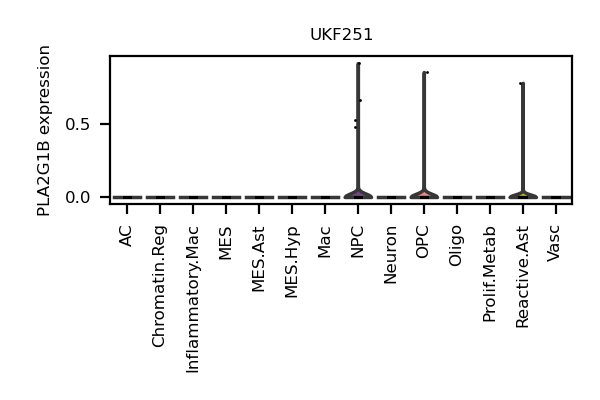 UKF251
PLA2G1B expression
0.5
0.0
AC
Chromatin.Reg
Inflammatory.Mac
MES
MES.Ast
MES.Hyp
Mac
NPC
Neuron
OPC
Oligo
Prolif.Metab
Reactive.Ast
Vasc